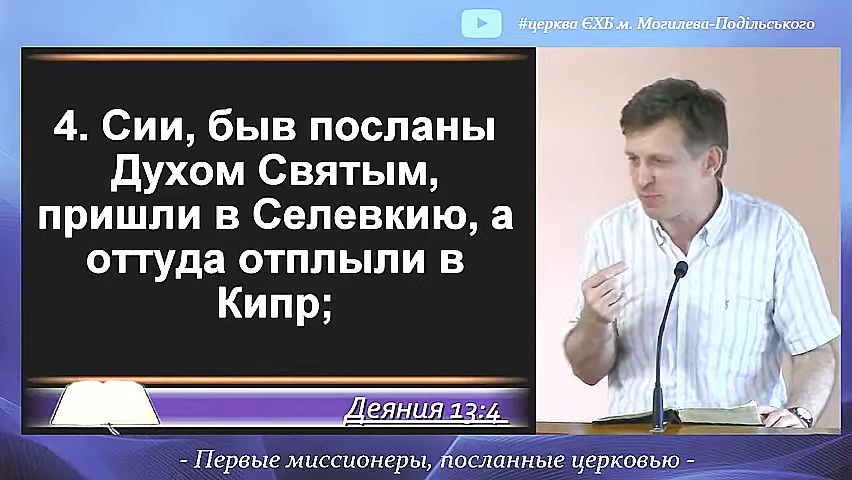 #церква ЄХБ м. Могилева-Подільського
4. Сии, быв посланы
Духом Святым,
пришли в Селевкию, а
оттуда отплыли в
Кипр;
Деяния 13:4
- Первые миссионеры, посланные церковью -